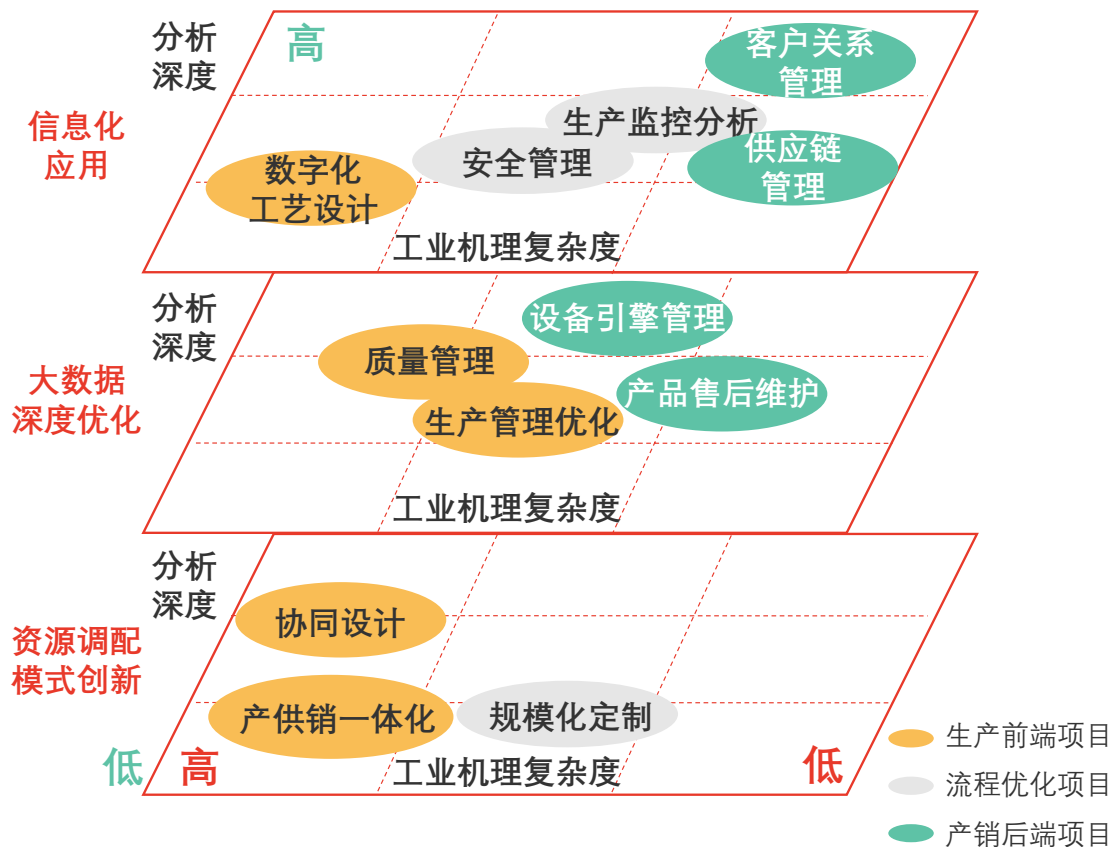 分析
深度
高
客户关系
管理
信息化
应用
生产监控分析
安全管理
供应链
管理
数字化
工艺设计
工业机理复杂度
分析
深度
设备引擎管理
质量管理
大数据
深度优化
产品售后维护
生产管理优化
工业机理复杂度
分析
深度
协同设计
资源调配
模式创新
产供销一体化
规模化定制
低
高
工业机理复杂度
低
生产前端项目
流程优化项目
产销后端项目